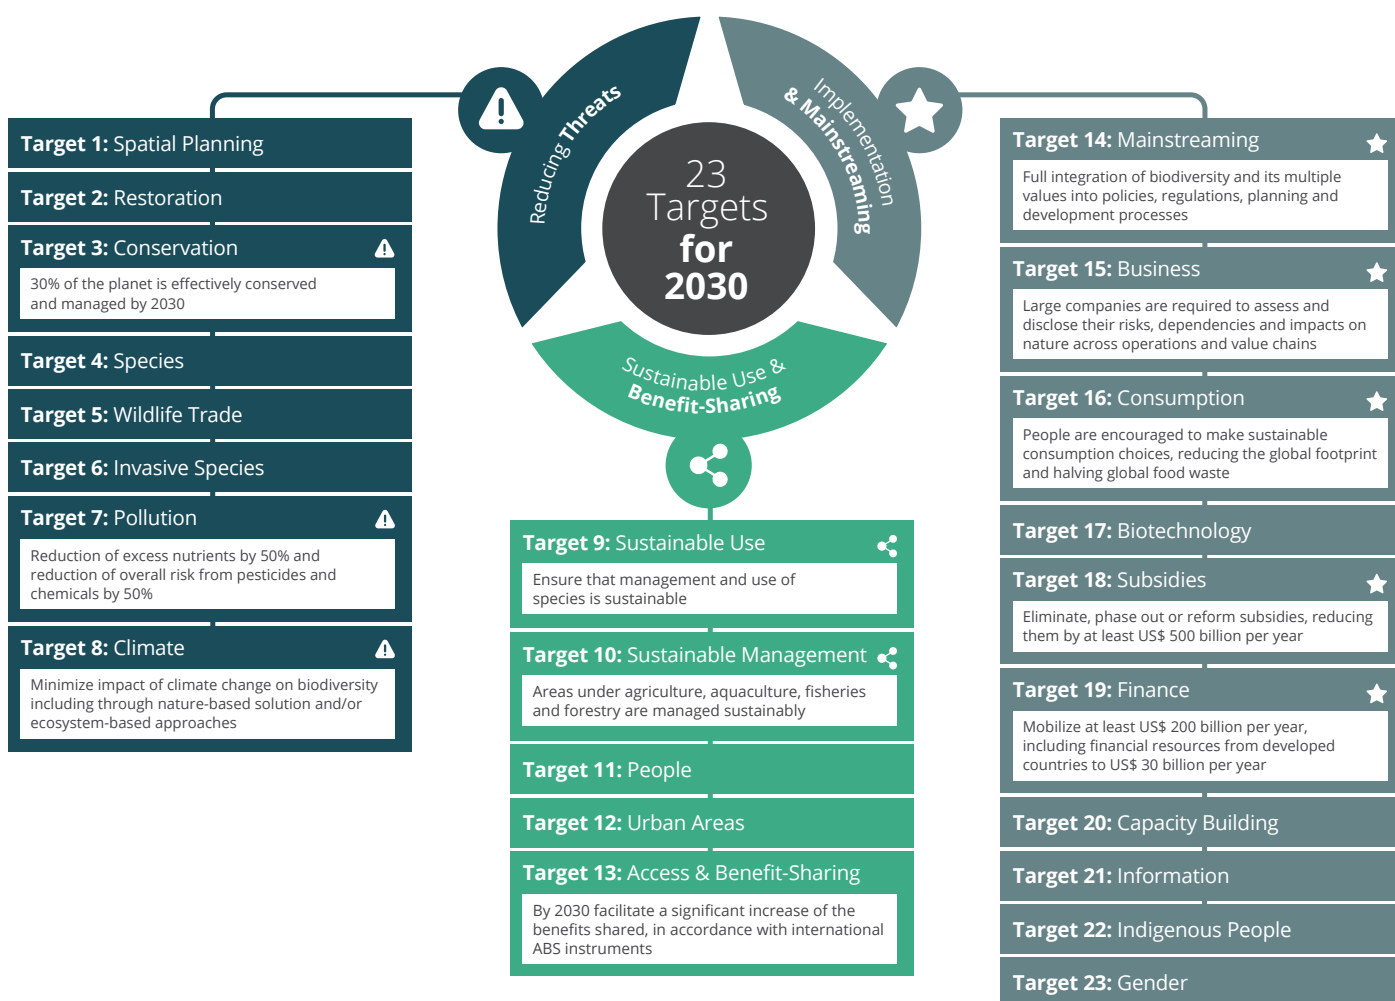 Reducing Threats
Implementation
& Mainstreaming
23
Targets
for
2030
Sustainable Use &
Benefit-Sharing
Target 1: Spatial Planning
Target 2: Restoration
Target 3: Conservation
30% of the planet is effectively conserved
and managed by 2030
Target 4: Species
Target 5: Wildlife Trade
Target 6: Invasive Species
Target 7: Pollution
Reduction of excess nutrients by 50% and
reduction of overall risk from pesticides and
chemicals by 50%
Target 8: Climate
Minimize impact of climate change on biodiversity
including through nature-based solution and/or
ecosystem-based approaches
Target 9: Sustainable Use
Ensure that management and use of
species is sustainable
Target 10: Sustainable Management
Areas under agriculture, aquaculture, fisheries
and forestry are managed sustainably
Target 11: People
Target 12: Urban Areas
Target 13: Access & Benefit-Sharing
By 2030 facilitate a significant increase of the
benefits shared, in accordance with international
ABS instruments
Target 14: Mainstreaming
Full integration of biodiversity and its multiple
values into policies, regulations, planning and
development processes
Target 15: Business
Large companies are required to assess and
disclose their risks, dependencies and impacts on
nature across operations and value chains
Target 16: Consumption
People are encouraged to make sustainable
consumption choices, reducing the global footprint
and halving global food waste
Target 17: Biotechnology
Target 18: Subsidies
Eliminate, phase out or reform subsidies, reducing
them by at least US$ 500 billion per year
Target 19: Finance
Mobilize at least US$ 200 billion per year,
including financial resources from developed
countries to US$ 30 billion per year
Target 20: Capacity Building
Target 21: Information
Target 22: Indigenous People
Target 23: Gender